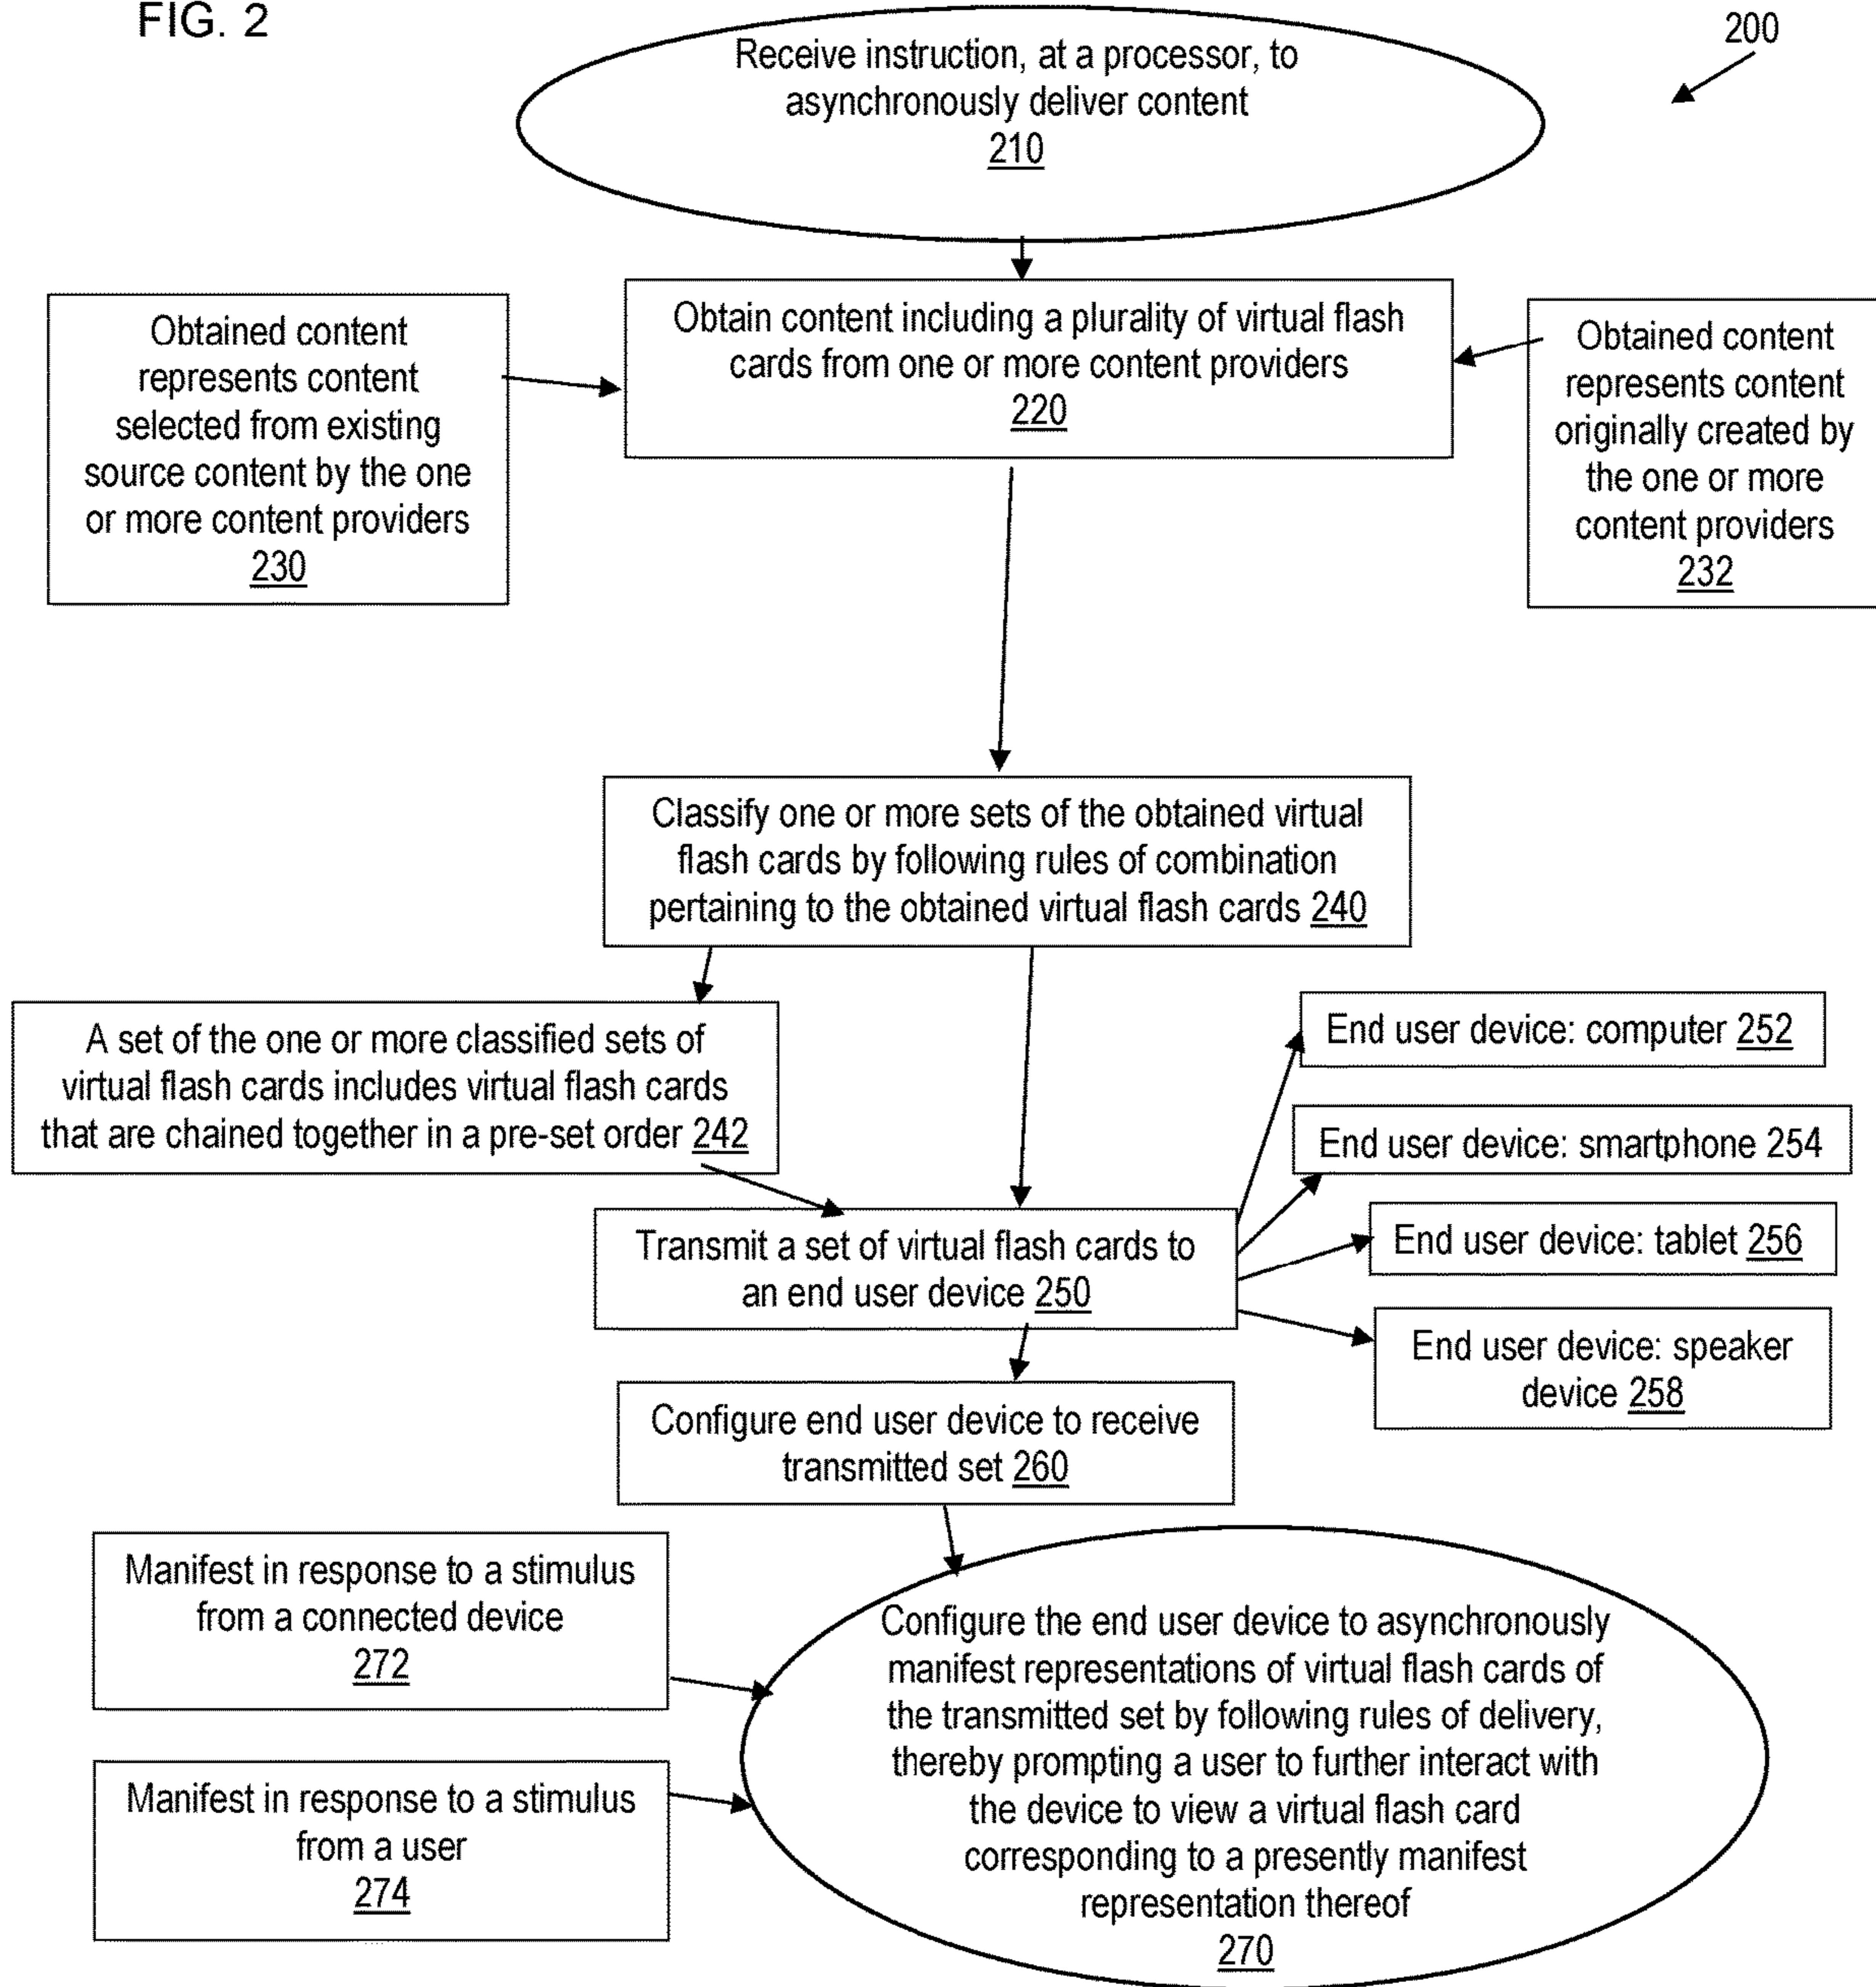 FIG. 2
200
Receive instruction, at a processor, to
asynchronously deliver content
210
Obtained content
represents content
selected from existing
source content by the one
or more content providers
230
Obtain content including a plurality of virtual flash
cards from one or more content providers
220
Obtained content
represents content
originally created by
the one or more
content providers
232
Classify one or more sets of the obtained virtual
flash cards by following rules of combination
pertaining to the obtained virtual flash cards 240
A set of the one or more classified sets of
virtual flash cards includes virtual flash cards
that are chained together in a pre-set order 242
End user device: computer 252
End user device: smartphone 254
End user device: tablet 256
End user device: speaker
device 258
Transmit a set of virtual flash cards to
an end user device 250
Configure end user device to receive
transmitted set 260
Manifest in response to a stimulus
from a connected device
272
Manifest in response to a stimulus
from a user
274
Configure the end user device to asynchronously
manifest representations of virtual flash cards of
the transmitted set by following rules of delivery,
thereby prompting a user to further interact with
the device to view a virtual flash card
corresponding to a presently manifest
representation thereof
270